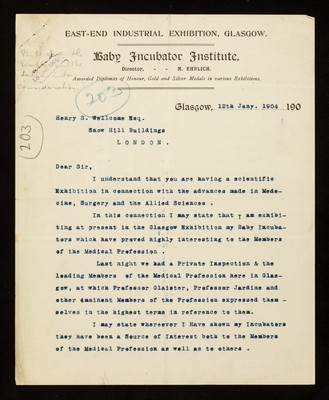 EAST-END INDUSTRIAL EXHIBITION, GLASGOW.
Baby Incubator Institute,
Director, - - M. EHRLICH.
Awarded Diplomas of Honour, Gold and Silver Medals in various Exhibitions.
203
203
Glasgow, 12th Jany. 1904 190
Henry S. Wellcome Esq.
Snow Hill Buildings
LONDON.
Dear Sir,
I understand that you are having a scientific
Exhibition in connection with the advances made in Mede-
cine, Surgery and the Allied Sciences .
In this connection I may state that I am exhibi-
ting at present in the Glasgow Exhibition my Baby Incuba-
tors which have proved highly interesting to the Members
of the Medical Profession .
Last night we had a Private Inspection & the
leading Members of the Medical Profession here in Glas-
gow, at which Professor Glaister, Professor Jardine and
other eminent Members of the Profession expressed them -
selves in the highest terms in reference to them.
I may state whereever I Have shown my Incubators
they have been a Source of Interest both to the Members
of the Medical Profession as well as to others .